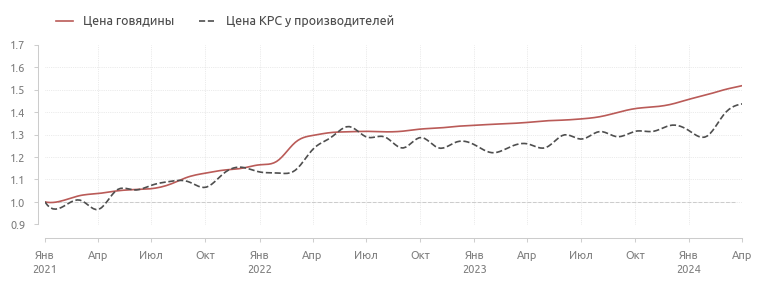 Цена говядины
Цена КРС у производителей
1.7
1.6
1.5
1.4
1.3
1.2
1.1
1.0
0.9
Янв Апр Июл Окт Янв Апр Июл Окт Янв Апр Июл Окт Янв Апр
2021 2022 2023 2024